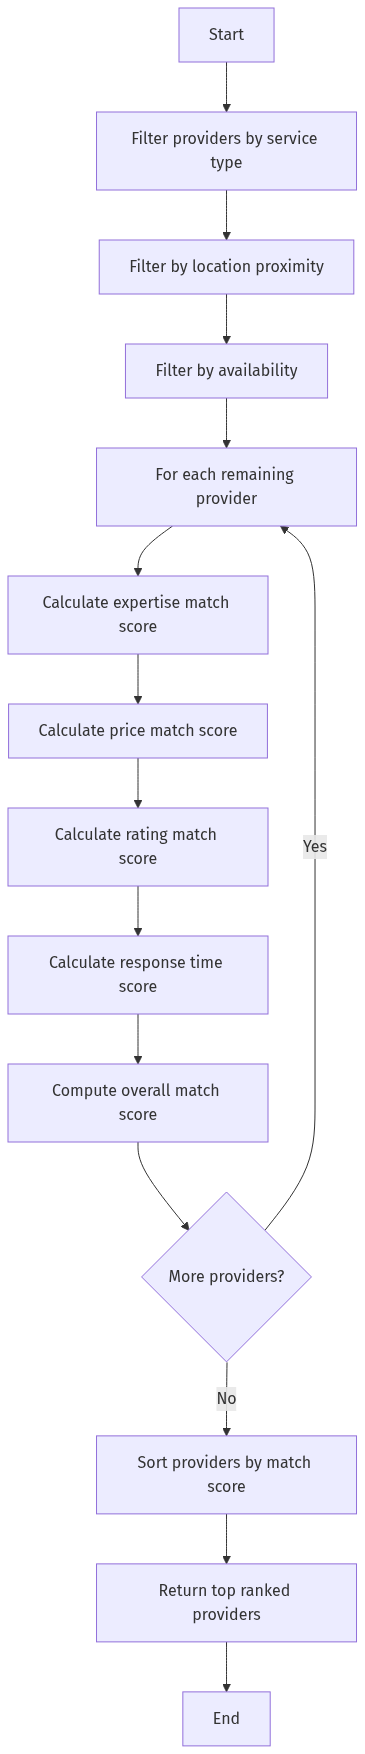 Start
Filter providers by service
type
Filter by location proximity
Filter by availability
For each remaining
provider
Calculate expertise match
score
Calculate price match score
Calculate rating match
score
Calculate response time
score
Compute overall match
score
More providers?
Yes
No
Sort providers by match
score
Return top ranked
providers
End